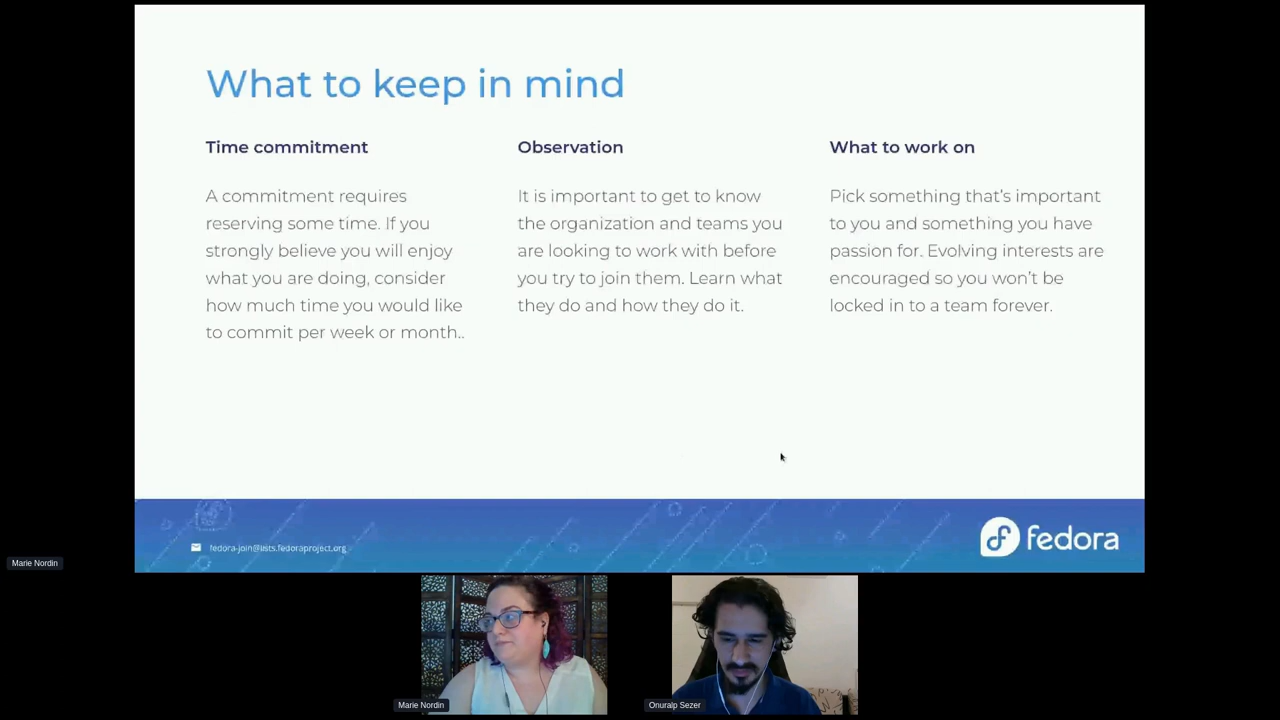 What to keep in mind
Time commitment
A commitment requires
reserving some time. If you
strongly believe you will enjoy
what you are doing, consider
how much time you would like
to commit per week or month..
Observation
It is important to get to know
the organization and teams you
are looking to work with before
you try to join them. Learn what
they do and how they do it.
What to work on
Pick something that's important
to you and something you have
passion for. Evolving interests are
encouraged so you won't be
locked in to a team forever.
fedora-join@lists.fedoraproject.org
fedora
Marie Nordin
Marie Nordin
Onuralp Sezer